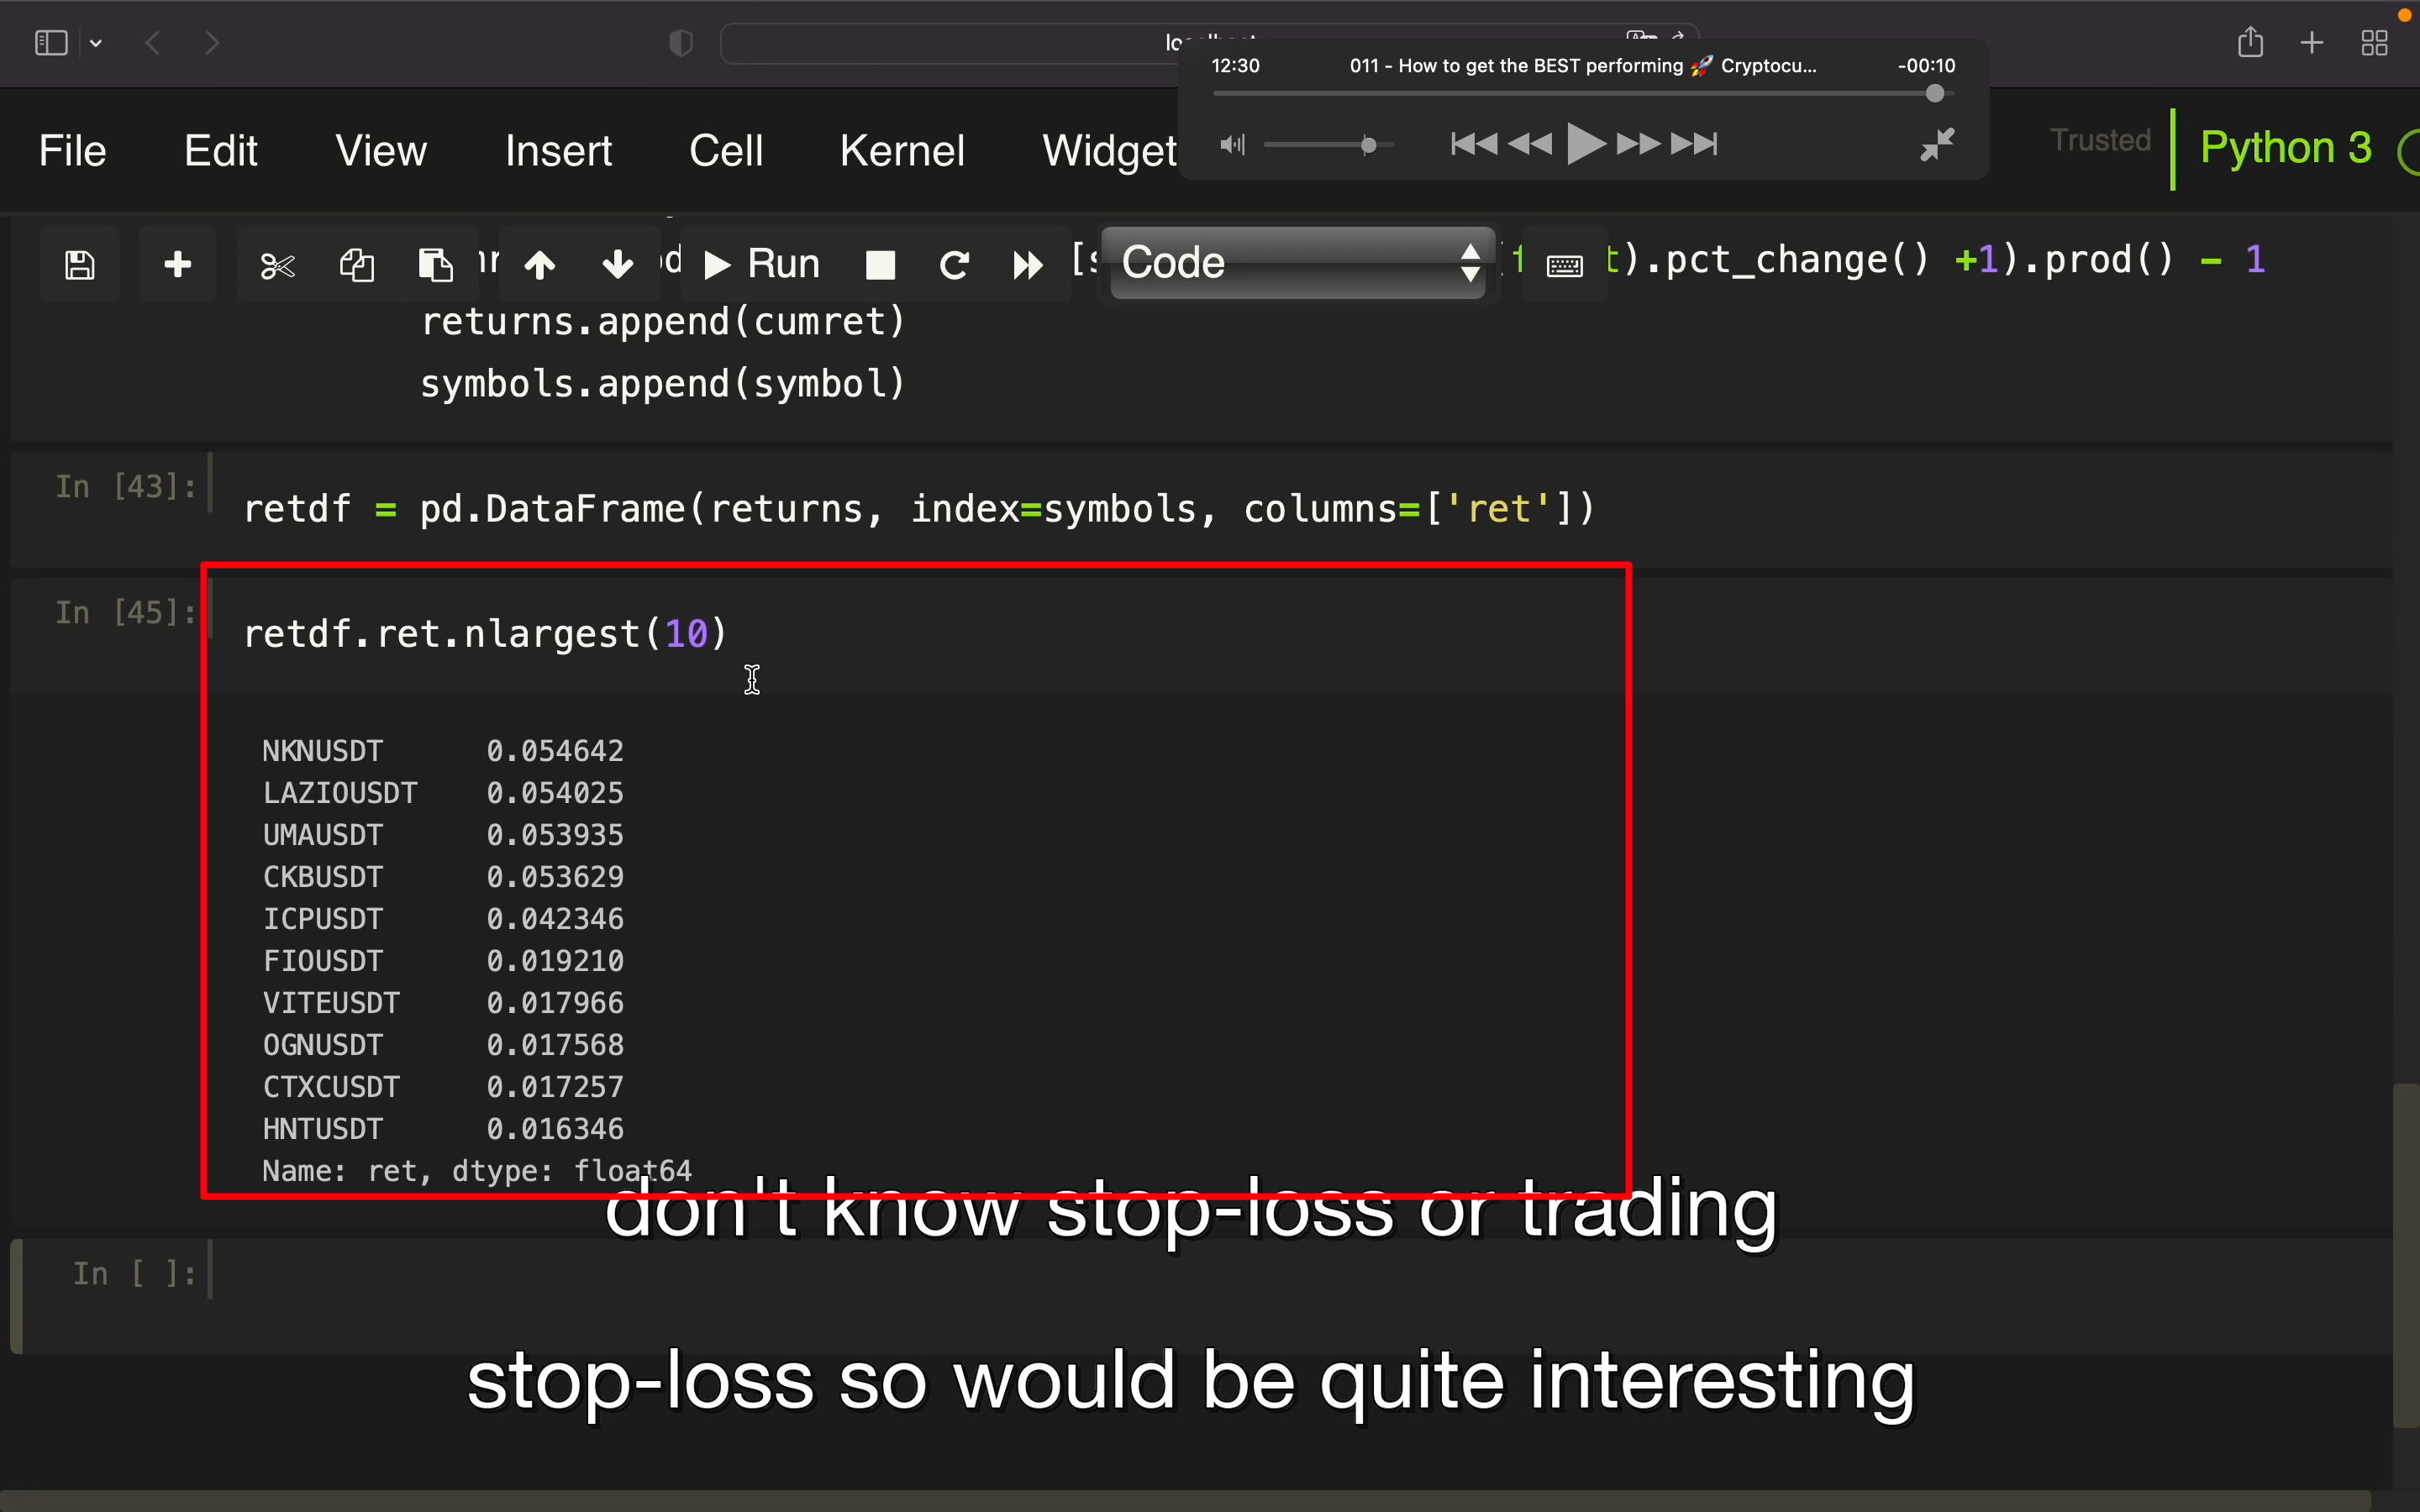 12:30 011 - How to get the BEST performing 🚀 Cryptocu... -00:10
File Edit View Insert Cell Kernel Widget Trusted Python 3
Run Code t).pct_change() +1).prod() - 1
returns.append(cumret)
symbols.append(symbol)
In [43]: retdf = pd.DataFrame(returns, index=symbols, columns=['ret'])
In [45]: retdf.ret.nlargest(10)
NKNUSDT 0.054642
LAZIOUSDT 0.054025
UMAUSDT 0.053935
CKBUSDT 0.053629
ICPUSDT 0.042346
FIOUSDT 0.019210
VITEUSDT 0.017966
OGNUSDT 0.017568
CTXCUSDT 0.017257
HNTUSDT 0.016346
Name: ret, dtype: float64
don't know stop-loss or trading
In [ ]:
stop-loss so would be quite interesting